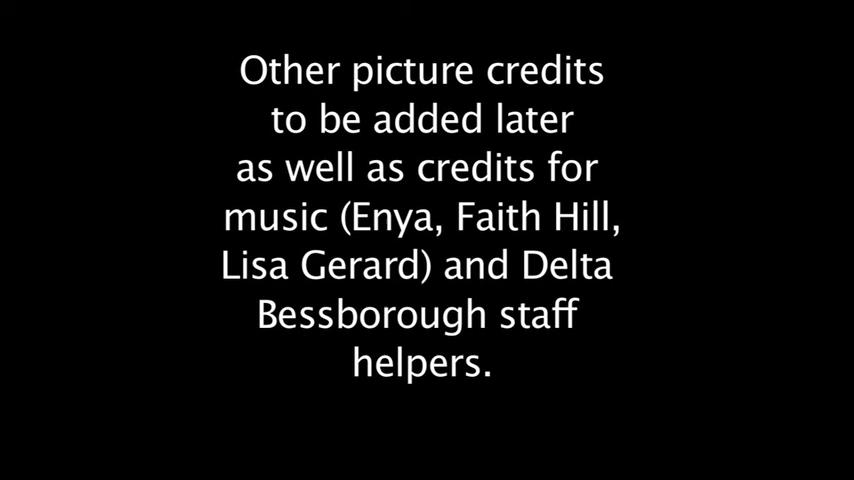 Other picture credits
to be added later
as well as credits for
music (Enya, Faith Hill,
Lisa Gerard) and Delta
Bessborough staff
helpers.